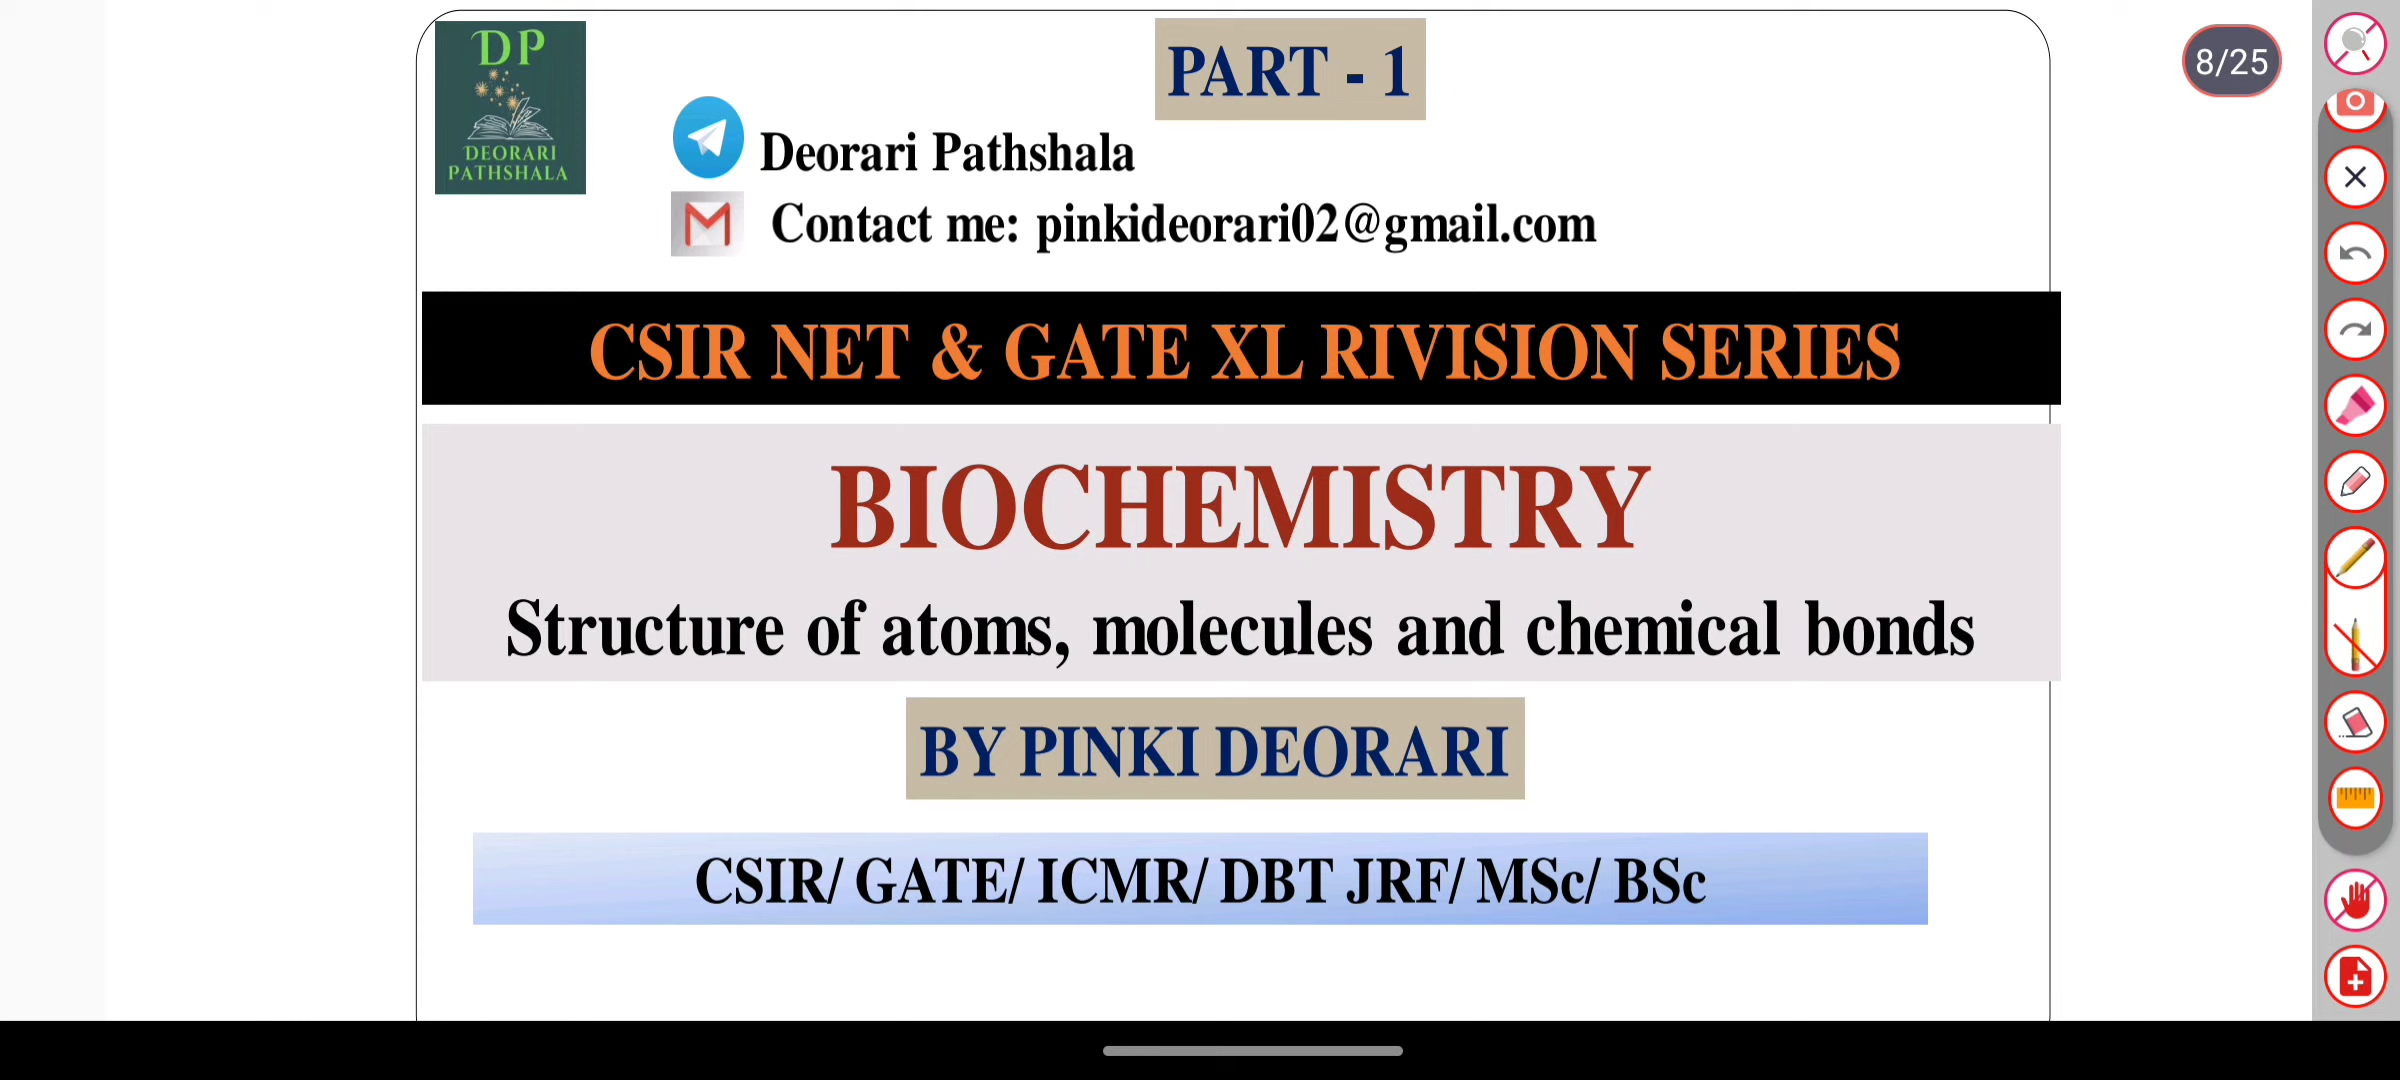 DP
DEORARI
PATHSHALA
PART - 1
8/25
Deorari Pathshala
M Contact me: pinkideorari02@gmail.com
CSIR NET & GATE XL RIVISION SERIES
BIOCHEMISTRY
Structure of atoms, molecules and chemical bonds
BY PINKI DEORARI
CSIR/ GATE/ ICMR/ DBT JRF/ MSc/ BSc